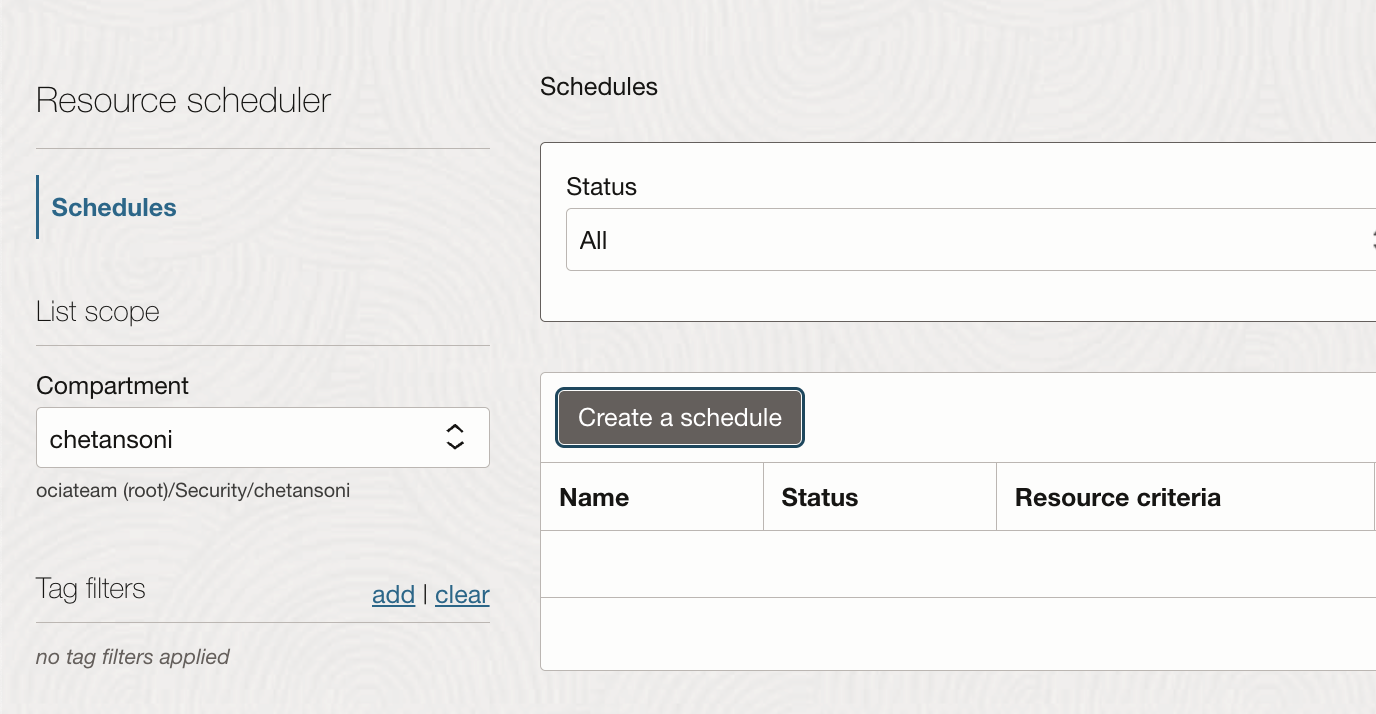 Resource scheduler
Schedules
List scope
Compartment
chetansoni
ociateam (root)/Security/chetansoni
Tag filters
add | clear
no tag filters applied
Schedules
Status
All
Create a schedule
Name Status Resource criteria